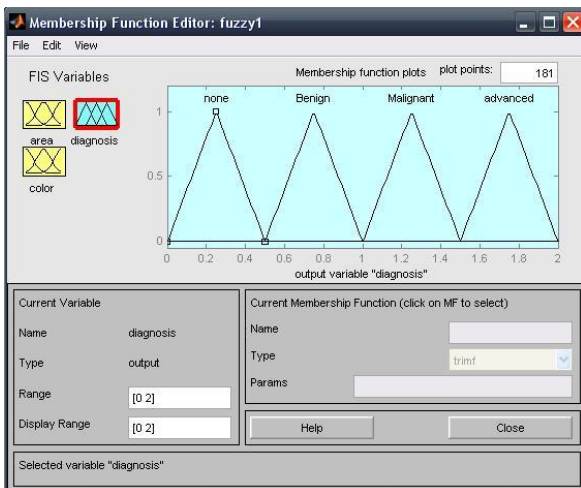 Membership Function Editor: fuzzy1
File Edit View
FIS Variables
area diagnosis
color
Membership function plots plot points: 181
none Benign Malignant advanced
1
0.5
0
0 0.2 0.4 0.6 0.8 1 1.2 1.4 1.6 1.8 2
output variable "diagnosis"
Current Variable
Name diagnosis
Type output
Range [0 2]
Display Range [0 2]
Current Membership Function (click on MF to select)
Name
Type trimf
Params
Help Close
Selected variable "diagnosis"